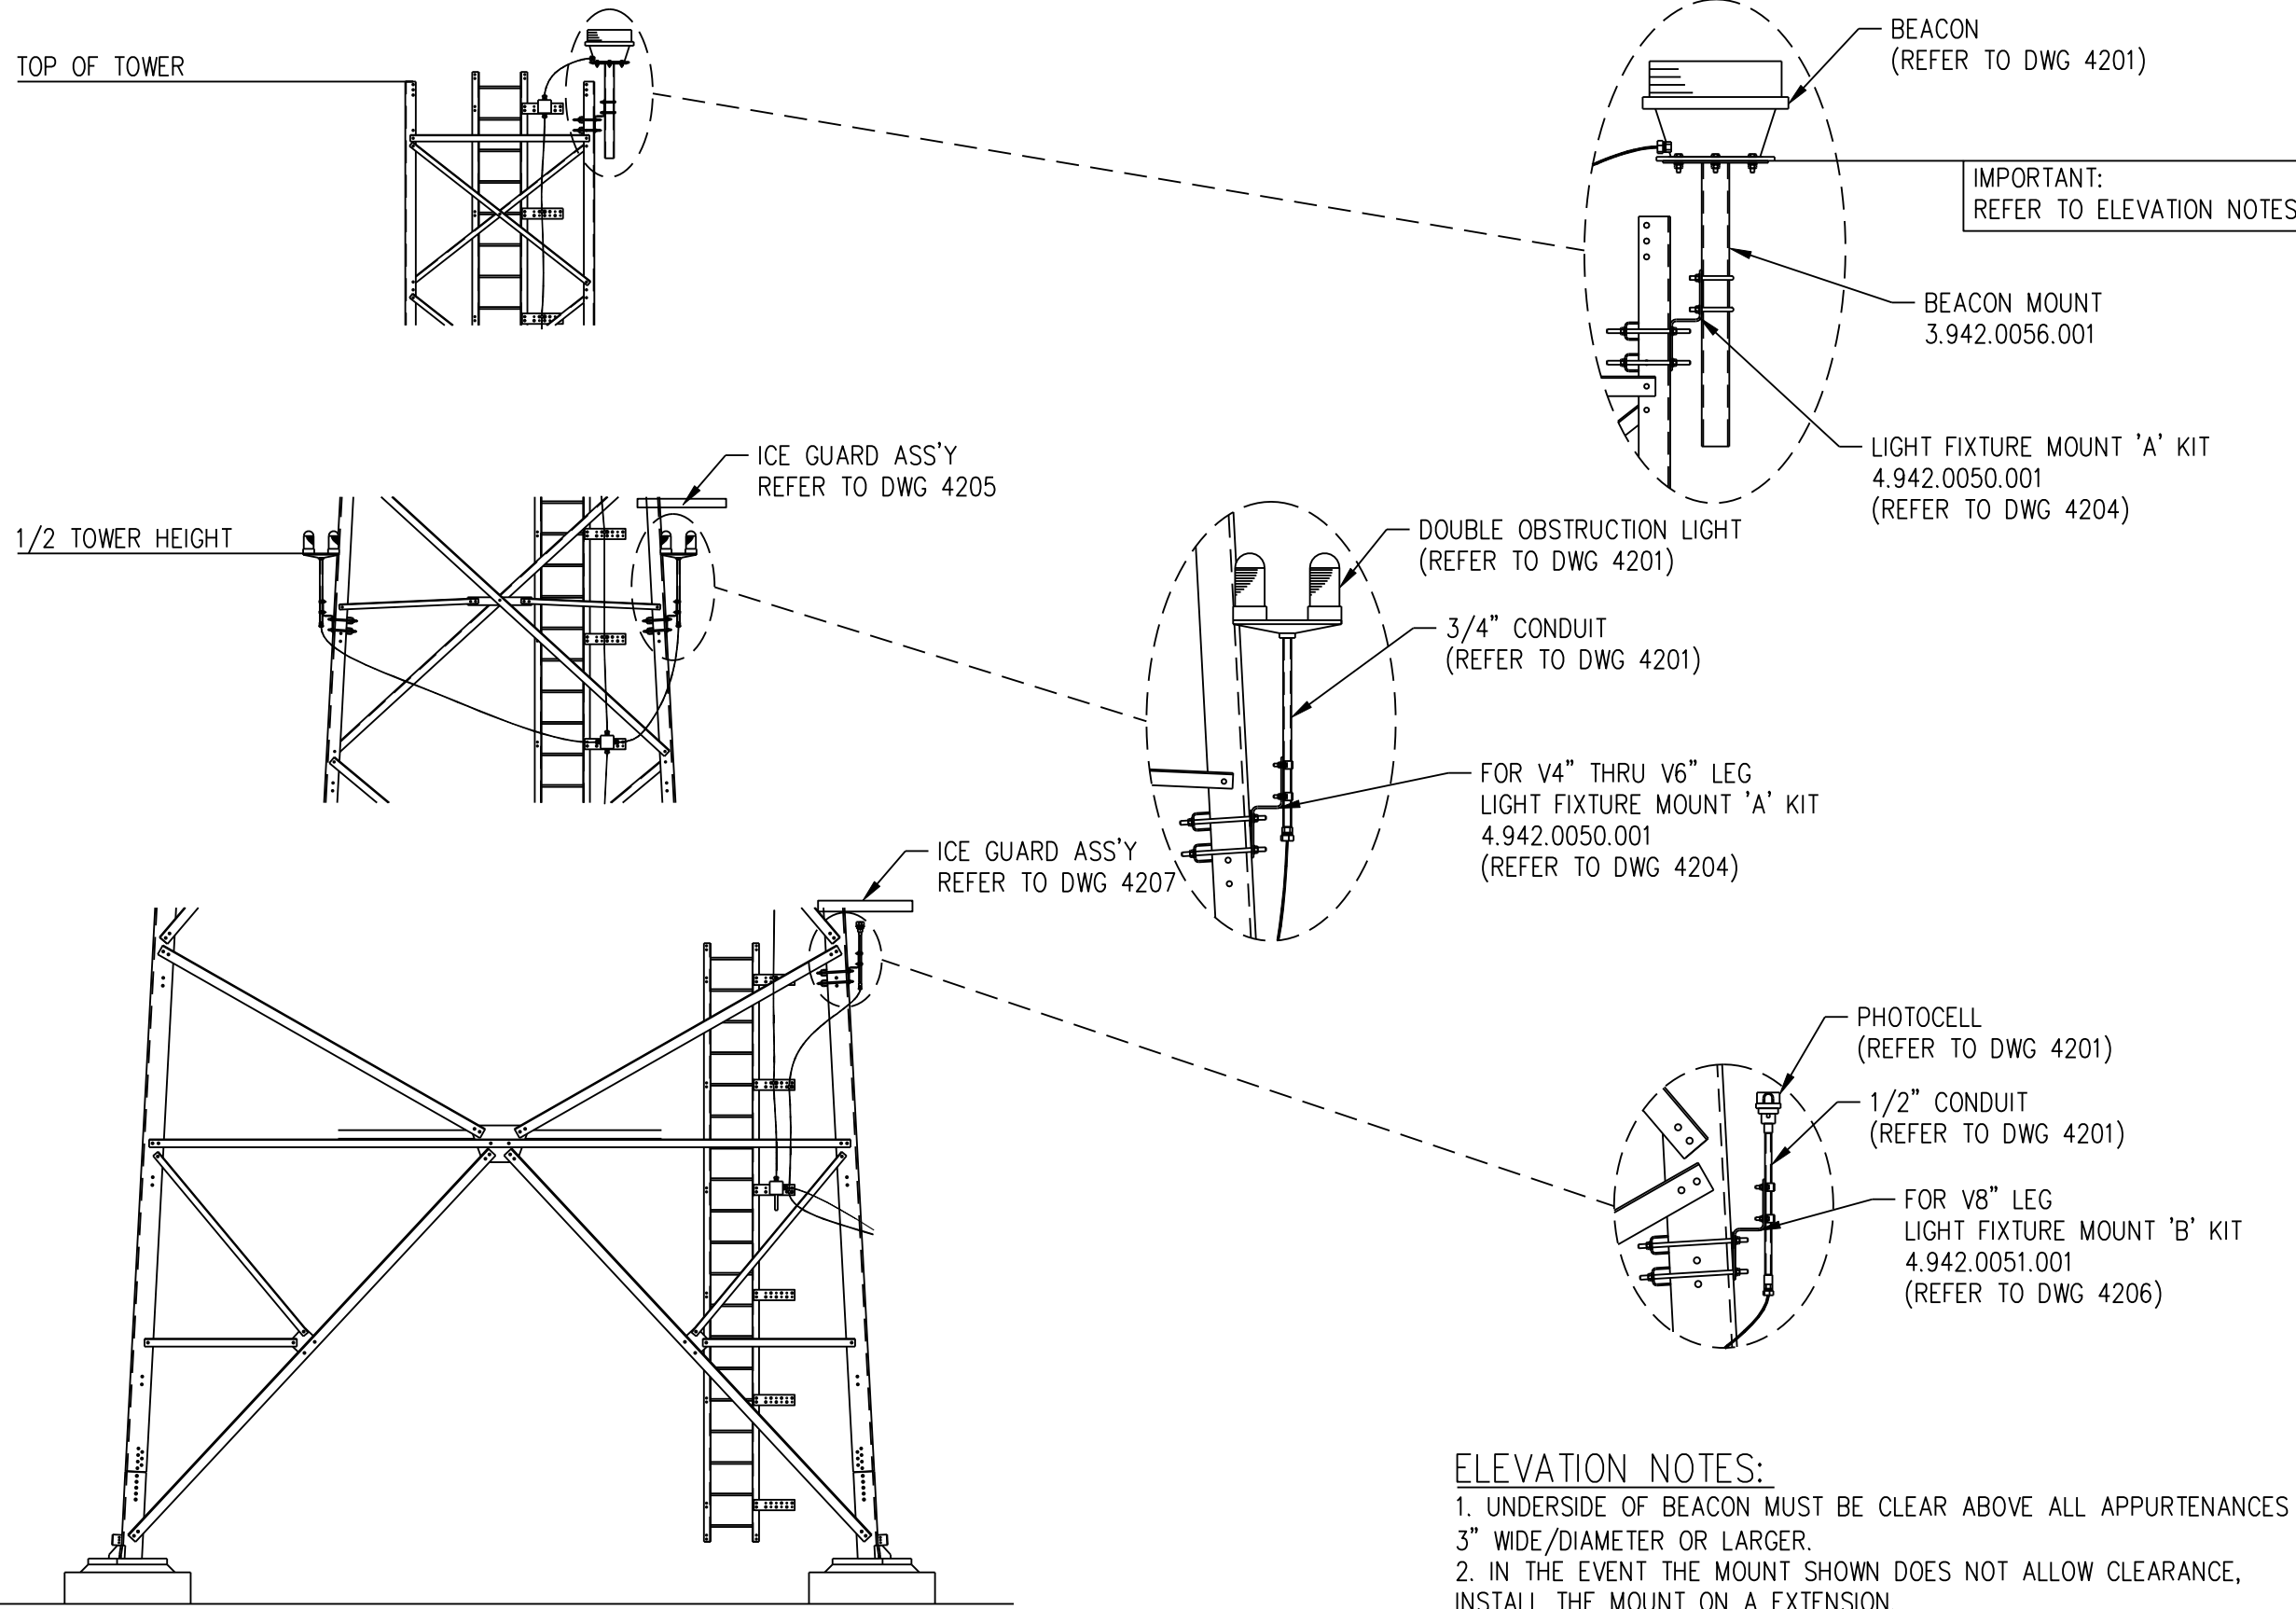 TOP OF TOWER
BEACON
(REFER TO DWG 4201)
IMPORTANT:
REFER TO ELEVATION NOTES
BEACON MOUNT
3.942.0056.001
LIGHT FIXTURE MOUNT 'A' KIT
4.942.0050.001
(REFER TO DWG 4204)
ICE GUARD ASS'Y
REFER TO DWG 4205
1/2 TOWER HEIGHT
DOUBLE OBSTRUCTION LIGHT
(REFER TO DWG 4201)
3/4" CONDUIT
(REFER TO DWG 4201)
FOR V4" THRU V6" LEG
LIGHT FIXTURE MOUNT 'A' KIT
4.942.0050.001
(REFER TO DWG 4204)
ICE GUARD ASS'Y
REFER TO DWG 4207
PHOTOCELL
(REFER TO DWG 4201)
1/2" CONDUIT
(REFER TO DWG 4201)
FOR V8" LEG
LIGHT FIXTURE MOUNT 'B' KIT
4.942.0051.001
(REFER TO DWG 4206)
ELEVATION NOTES:
1. UNDERSIDE OF BEACON MUST BE CLEAR ABOVE ALL APPURTENANCES
3" WIDE/DIAMETER OR LARGER.
2. IN THE EVENT THE MOUNT SHOWN DOES NOT ALLOW CLEARANCE,
INSTALL THE MOUNT ON A EXTENSION